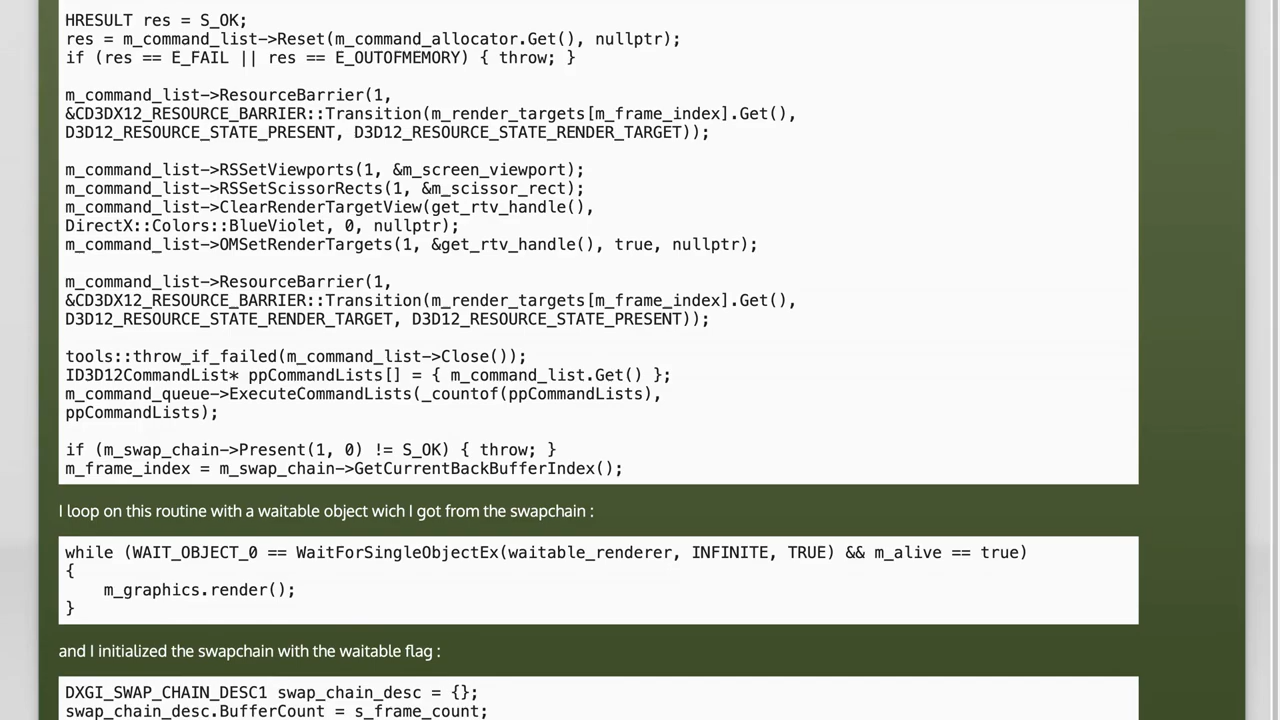 HRESULT res = S_OK;
res = m_command_list->Reset(m_command_allocator.Get(), nullptr);
if (res == E_FAIL || res == E_OUTOFMEMORY) { throw; }
m_command_list->ResourceBarrier(1,
&CD3DX12_RESOURCE_BARRIER::Transition(m_render_targets[m_frame_index].Get(),
D3D12_RESOURCE_STATE_PRESENT, D3D12_RESOURCE_STATE_RENDER_TARGET));
m_command_list->RSSetViewports(1, &m_screen_viewport);
m_command_list->RSSetScissorRects(1, &m_scissor_rect);
m_command_list->ClearRenderTargetView(get_rtv_handle(),
DirectX::Colors::BlueViolet, 0, nullptr);
m_command_list->OMSetRenderTargets(1, &get_rtv_handle(), true, nullptr);
m_command_list->ResourceBarrier(1,
&CD3DX12_RESOURCE_BARRIER::Transition(m_render_targets[m_frame_index].Get(),
D3D12_RESOURCE_STATE_RENDER_TARGET, D3D12_RESOURCE_STATE_PRESENT));
tools::throw_if_failed(m_command_list->Close());
ID3D12CommandList* ppCommandLists[] = { m_command_list.Get() };
m_command_queue->ExecuteCommandLists(_countof(ppCommandLists),
ppCommandLists);
if (m_swap_chain->Present(1, 0) != S_OK) { throw; }
m_frame_index = m_swap_chain->GetCurrentBackBufferIndex();
I loop on this routine with a waitable object wich I got from the swapchain :
while (WAIT_OBJECT_0 == WaitForSingleObjectEx(waitable_renderer, INFINITE, TRUE) && m_alive == true)
{
    m_graphics.render();
}
and I initialized the swapchain with the waitable flag :
DXGI_SWAP_CHAIN_DESC1 swap_chain_desc = {};
swap_chain_desc.BufferCount = s_frame_count;